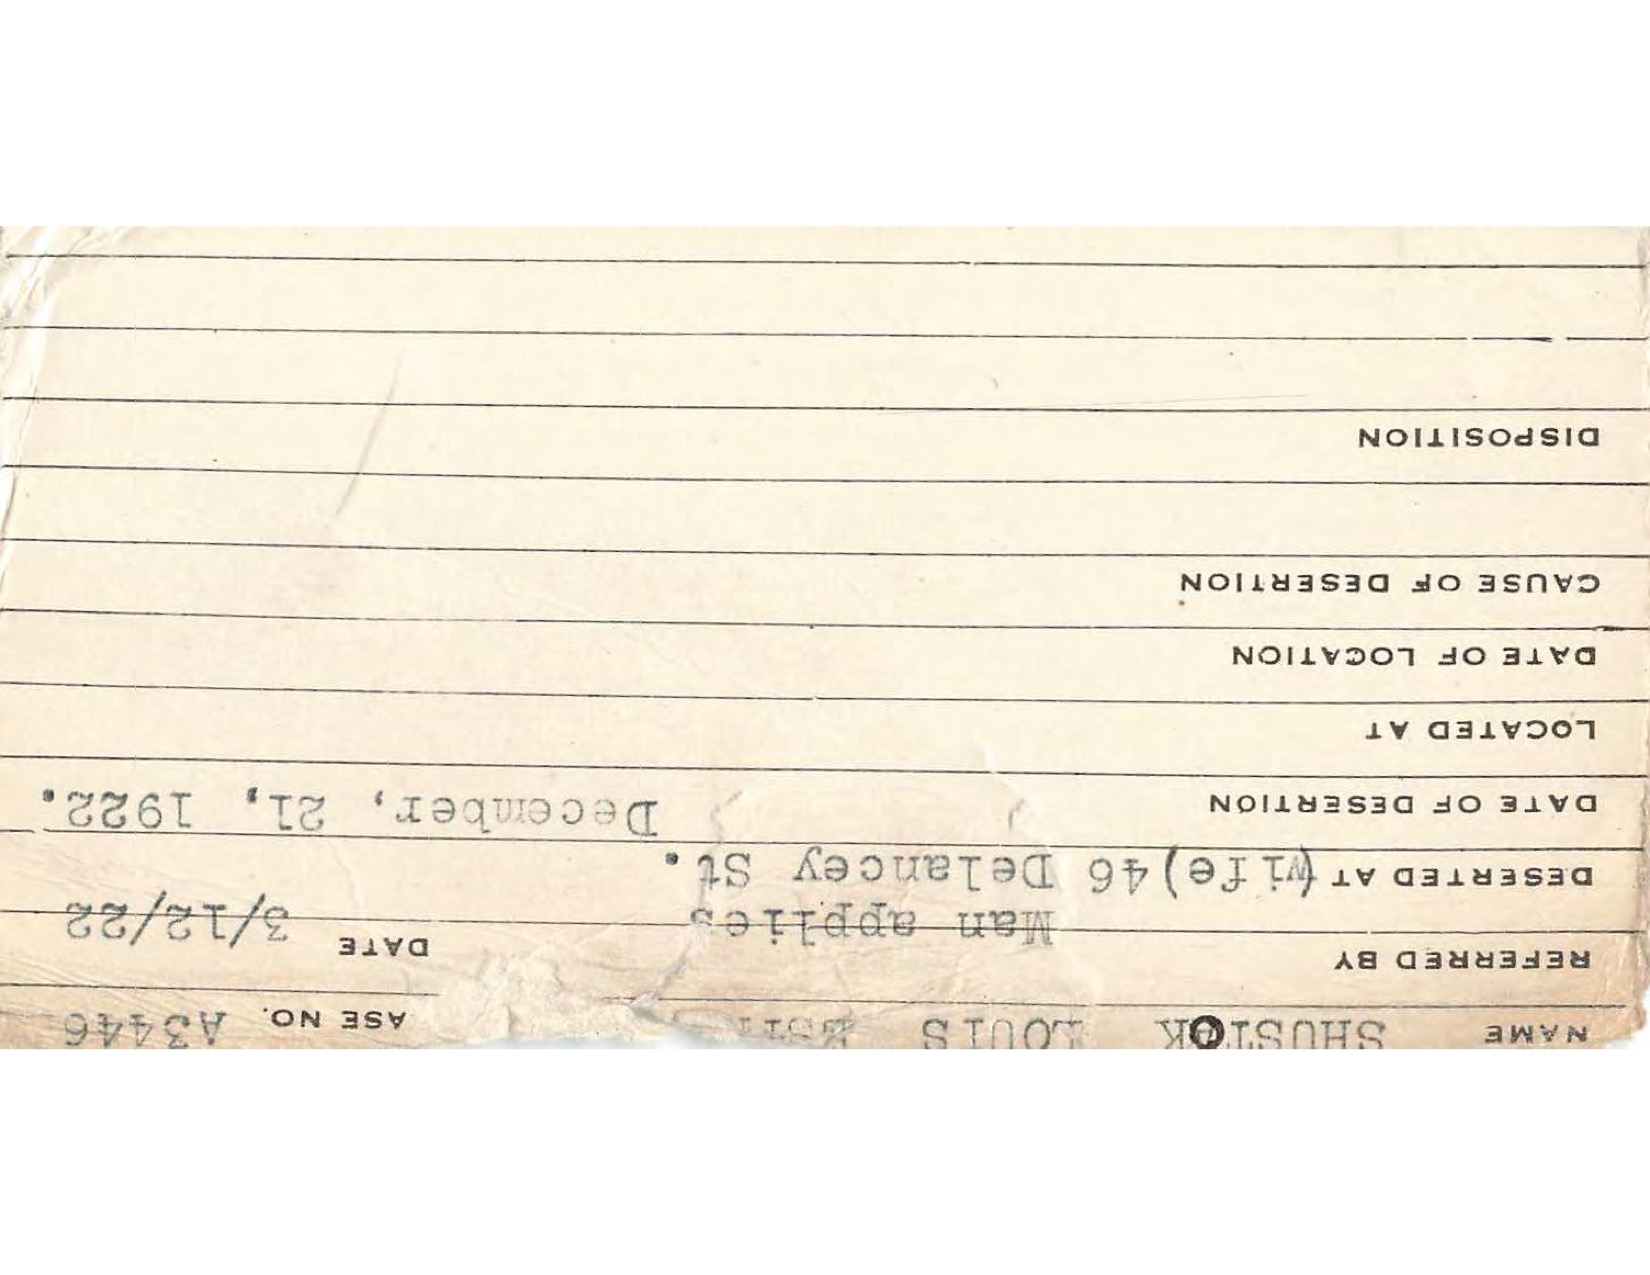 NAME SHUSTOK LOUIS ASE NO. A3446
REFERRED BY Man applies DATE 3/12/22
DESERTED AT (wife)46 Delancey St.
DATE OF DESERTION December, 21, 1922.
LOCATED AT
DATE OF LOCATION
CAUSE OF DESERTION
DISPOSITION